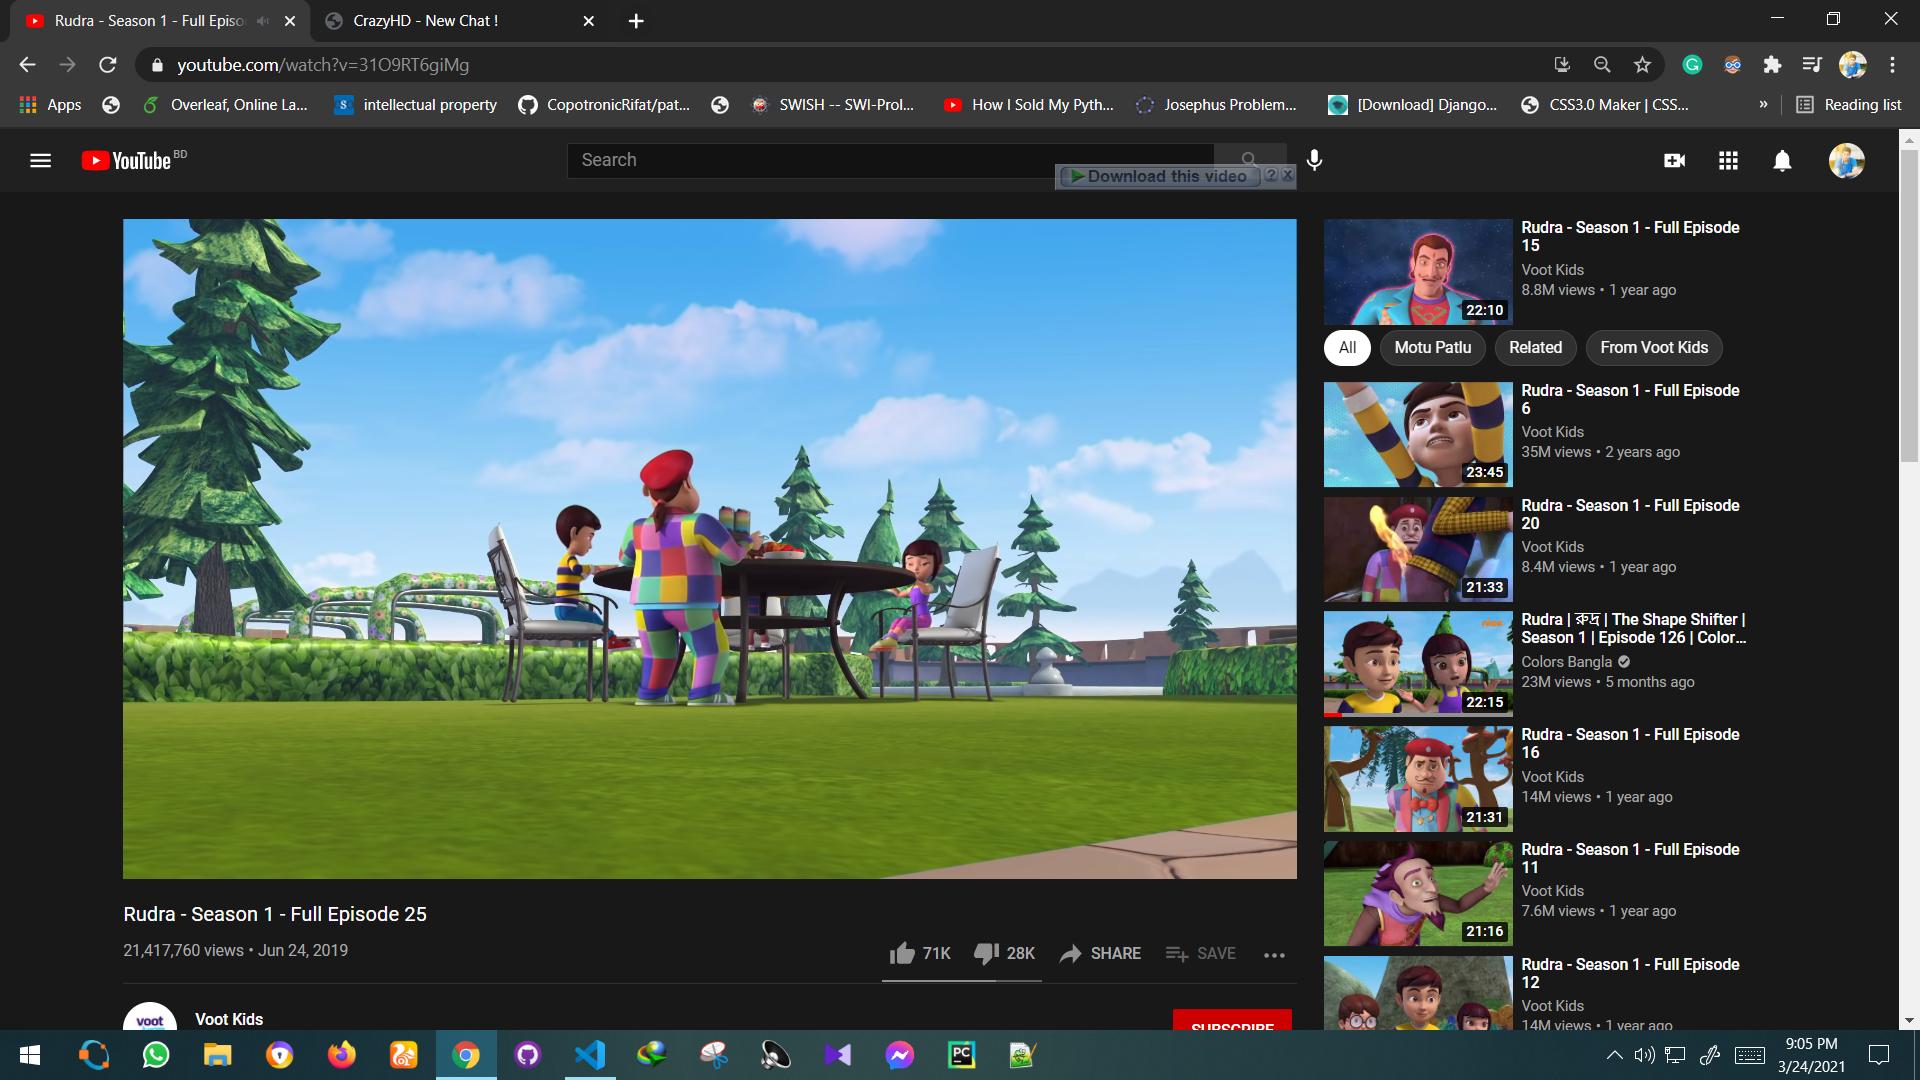 Rudra - Season 1 - Full Episo
CrazyHD - New Chat !
youtube.com/watch?v=31O9RT6giMg
Apps
Overleaf, Online La...
intellectual property
CopotronicRifat/pat...
SWISH -- SWI-Prol...
How I Sold My Pyth...
Josephus Problem...
[Download] Django...
CSS3.0 Maker | CSS...
»
Reading list
YouTube BD
Search
Download this video
Rudra - Season 1 - Full Episode
15
Voot Kids
8.8M views • 1 year ago
22:10
All
Motu Patlu
Related
From Voot Kids
Rudra - Season 1 - Full Episode
6
Voot Kids
35M views • 2 years ago
23:45
Rudra - Season 1 - Full Episode
20
Voot Kids
8.4M views • 1 year ago
21:33
Rudra | রুদ্র | The Shape Shifter |
Season 1 | Episode 126 | Color...
Colors Bangla
23M views • 5 months ago
22:15
Rudra - Season 1 - Full Episode
16
Voot Kids
14M views • 1 year ago
21:31
Rudra - Season 1 - Full Episode
11
Voot Kids
7.6M views • 1 year ago
21:16
Rudra - Season 1 - Full Episode
12
Voot Kids
14M views • 1 year ago
Rudra - Season 1 - Full Episode 25
21,417,760 views • Jun 24, 2019
71K
28K
SHARE
SAVE
voot
Voot Kids
SUBSCRIBE
9:05 PM
3/24/2021